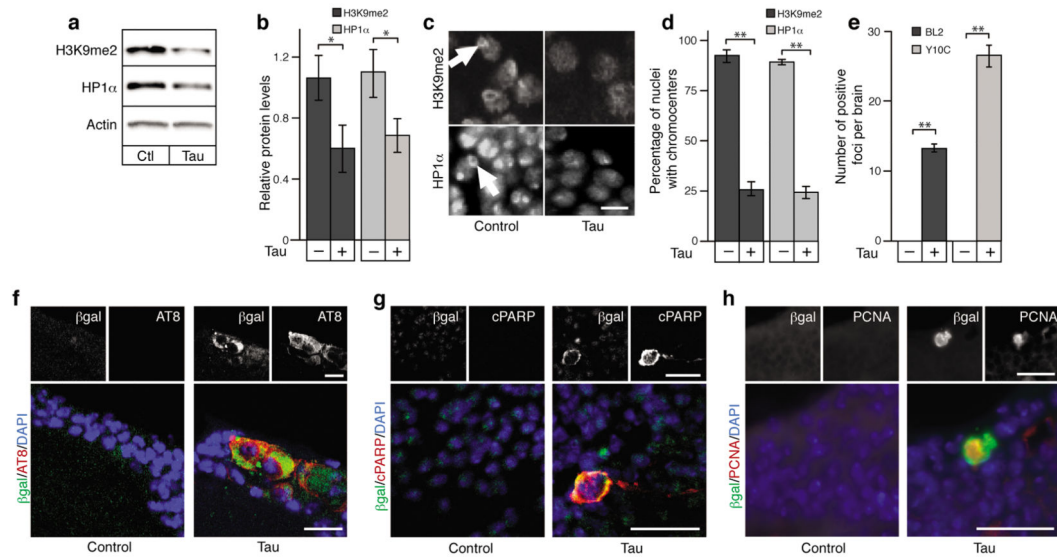 a
H3K9me2
HP1α
Actin
Ctl Tau
b
H3K9me2
HP1α
Relative protein levels
1.2
0.8
0.4
0
* *
Tau − + − +
c
H3K9me2
HP1α
Control Tau
d
H3K9me2
HP1α
Percentage of nuclei
with chromocenters
100
75
50
25
0
** **
Tau − + − +
e
BL2
Y10C
Number of positive
foci per brain
30
20
10
0
** **
Tau − + − +
f
βgal AT8 βgal AT8
βgal/AT8/DAPI
Control Tau
g
βgal cPARP βgal cPARP
βgal/cPARP/DAPI
Control Tau
h
βgal PCNA βgal PCNA
βgal/PCNA/DAPI
Control Tau